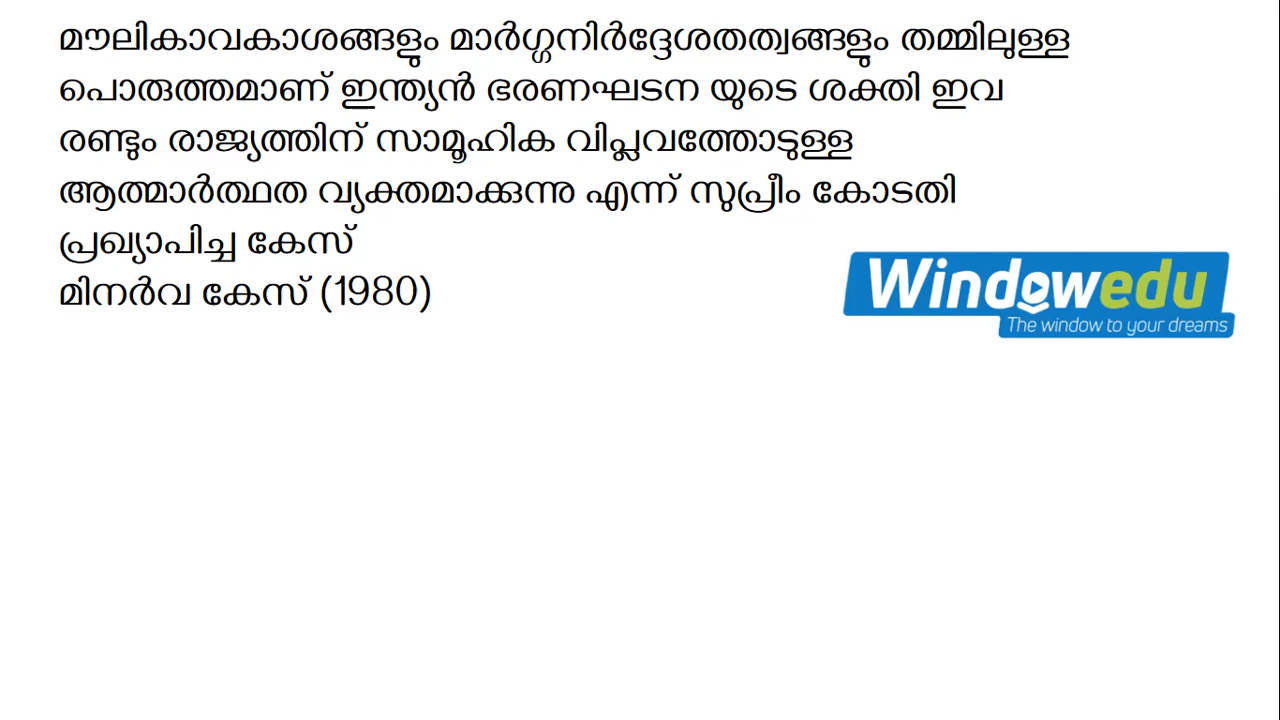 മൗലികാവകാശങ്ങളും മാർഗ്ഗനിർദ്ദേശതത്വങ്ങളും തമ്മിലുള്ള
പൊരുത്തമാണ് ഇന്ത്യൻ ഭരണഘടന യുടെ ശക്തി ഇവ
രണ്ടും രാജ്യത്തിന് സാമൂഹിക വിപ്ലവത്തോടുള്ള
ആത്മാർത്ഥത വ്യക്തമാക്കുന്നു എന്ന് സുപ്രീം കോടതി
പ്രഖ്യാപിച്ച കേസ്
മിനർവ കേസ് (1980)
Windowedu
The window to your dreams